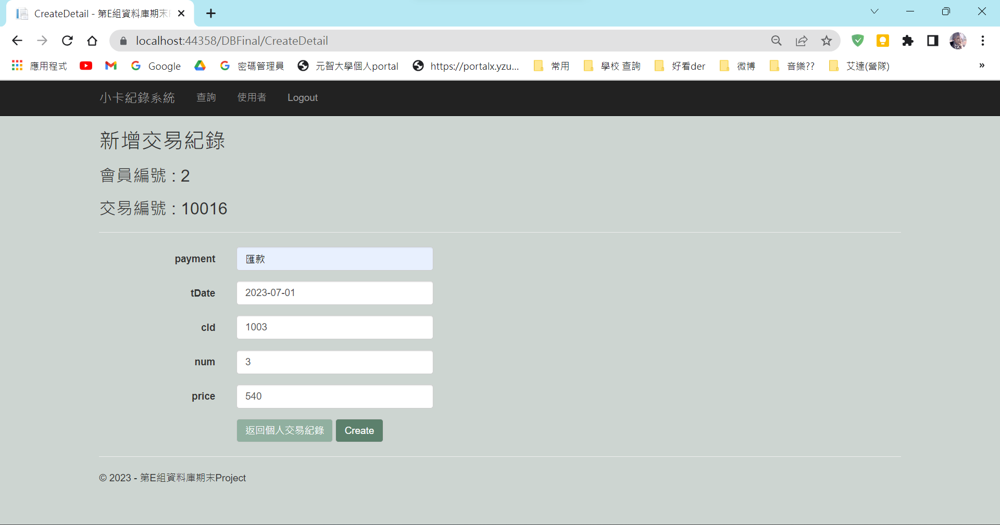 CreateDetail - 第E組資料庫期末
localhost:44358/DBFinal/CreateDetail
應用程式 Google 密碼管理員 元智大學個人portal https://portalx.yzu... 常用 學校 查詢 好看der 微博 音樂?? 艾達(營隊) »
小卡紀錄系統 查詢 使用者 Logout
新增交易紀錄
會員編號 : 2
交易編號 : 10016
payment 匯款
tDate 2023-07-01
cId 1003
num 3
price 540
返回個人交易紀錄 Create
© 2023 - 第E組資料庫期末Project